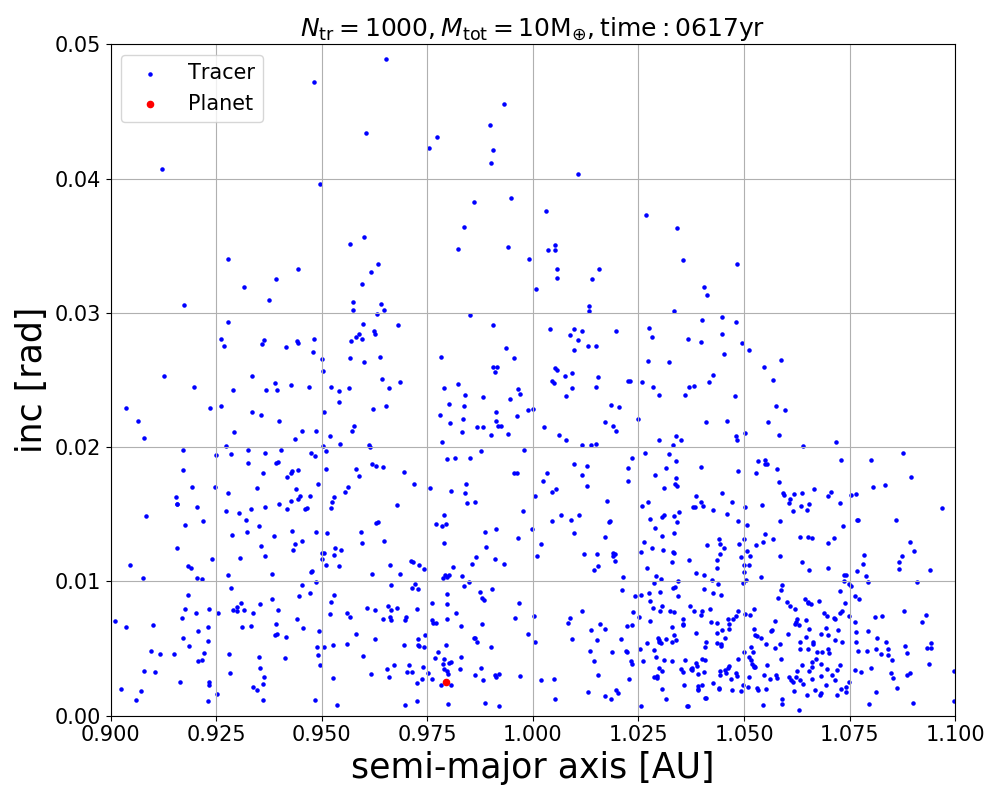 N_tr = 1000, M_tot = 10M_⊕, time : 0617yr
0.05
Tracer
Planet
0.04
0.03
inc [rad]
0.02
0.01
0.00
0.900 0.925 0.950 0.975 1.000 1.025 1.050 1.075 1.100
semi-major axis [AU]